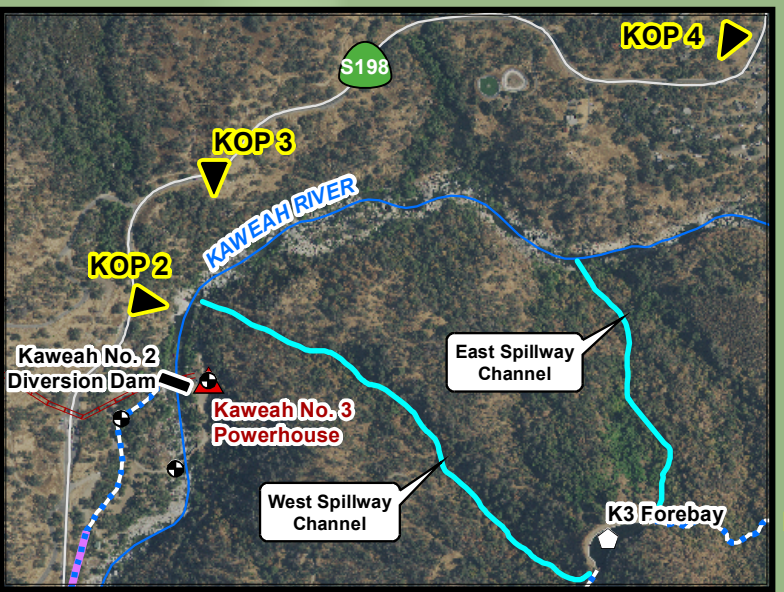 KOP 4
S198
KOP 3
KAWEAH RIVER
KOP 2
Kaweah No. 2
Diversion Dam
East Spillway
Channel
Kaweah No. 3
Powerhouse
West Spillway
Channel
K3 Forebay